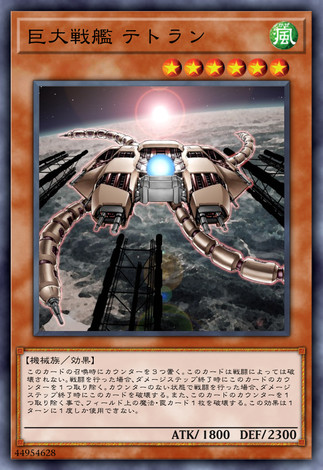 巨大戦艦 テトラン
風
【機械族／効果】
このカードの召喚時にカウンターを３つ置く。このカードは戦闘によっては破
壊されない。戦闘を行った場合、ダメージステップ終了時にこのカードのカウ
ンターを１つ取り除く。カウンターのない状態で戦闘を行った場合、ダメージ
ステップ終了時にこのカードを破壊する。また、このカードのカウンターを１
つ取り除く事で、フィールド上の魔法・罠カード１枚を破壊する。この効果は１
ターンに１度しか使用できない。
ATK/1800 DEF/2300
44954628